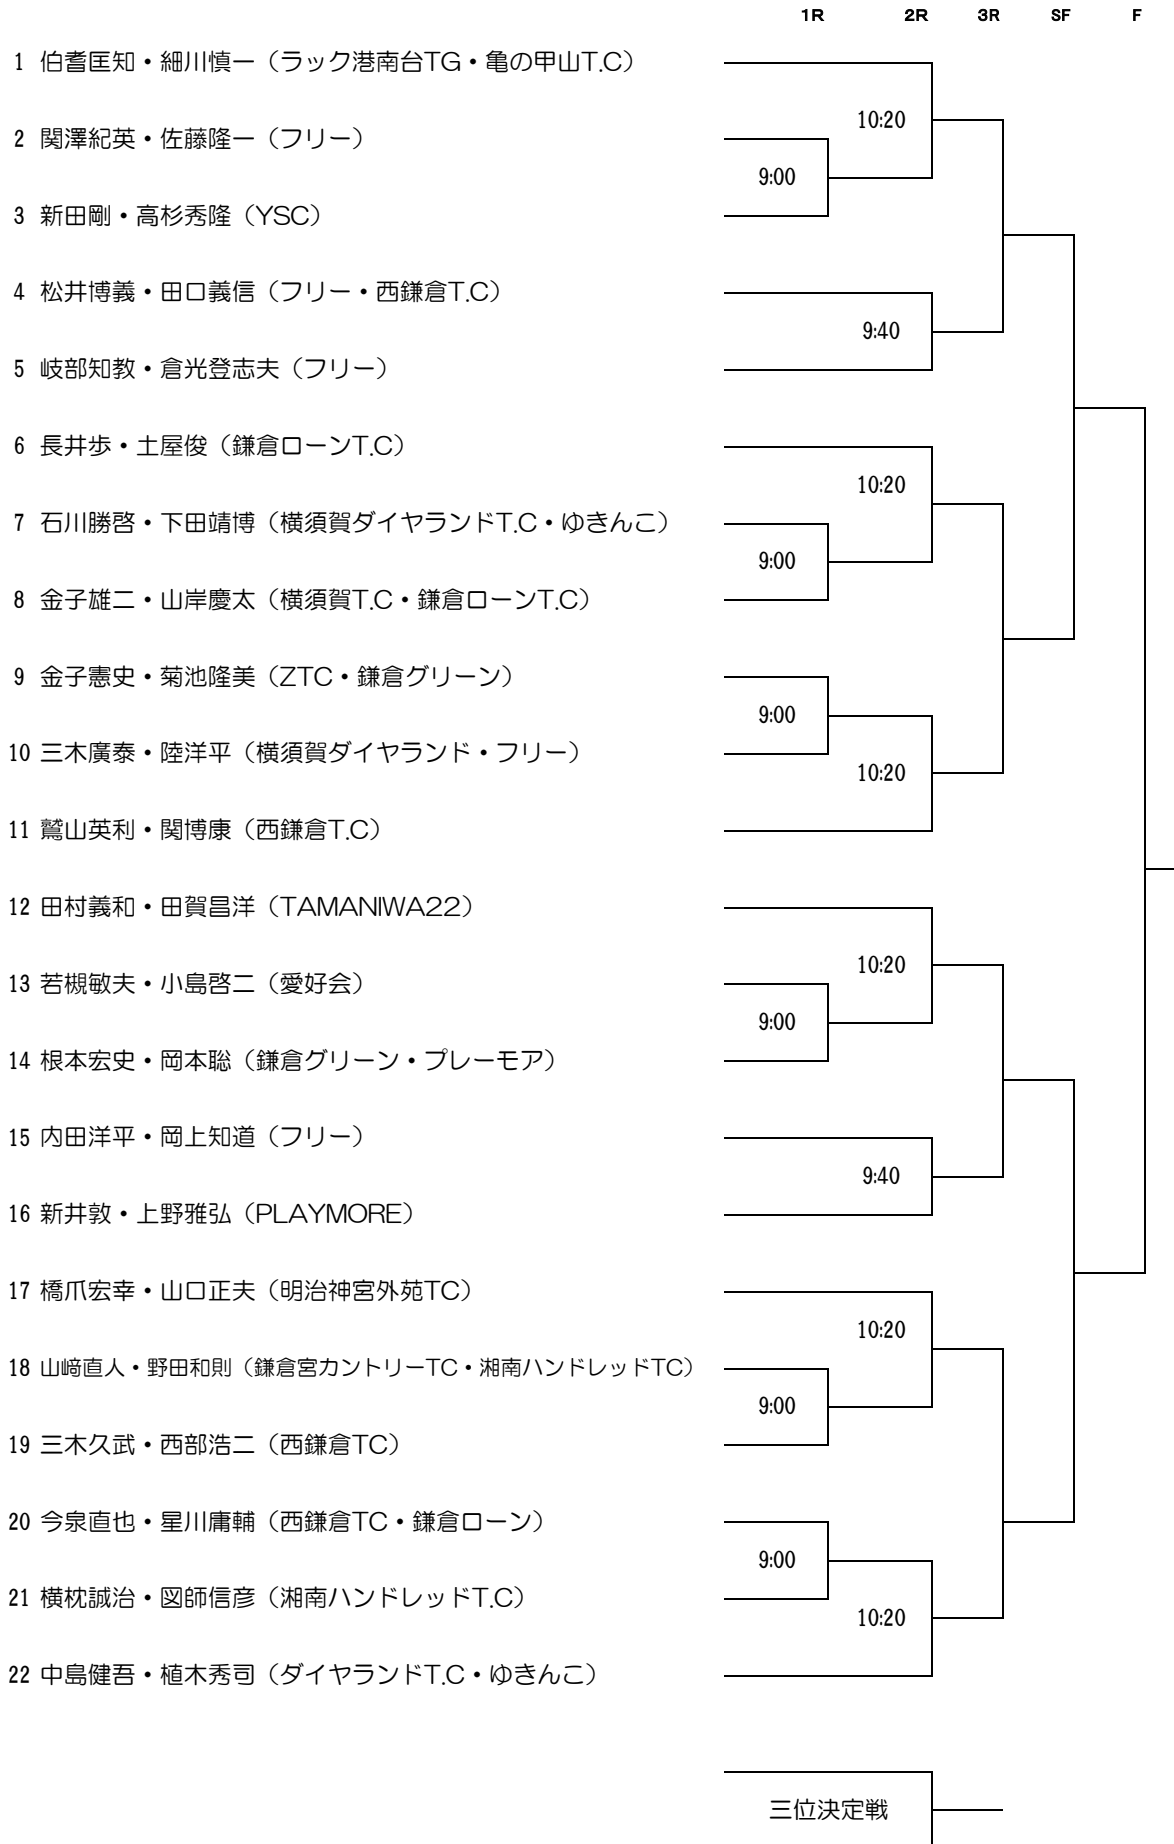 1R 2R 3R SF F
1 伯耆匡知・細川慎一（ラック港南台TG・亀の甲山T.C）
10:20
2 関澤紀英・佐藤隆一（フリー）
9:00
3 新田剛・高杉秀隆（YSC）
4 松井博義・田口義信（フリー・西鎌倉T.C）
9:40
5 岐部知教・倉光登志夫（フリー）
6 長井歩・土屋俊（鎌倉ローンT.C）
10:20
7 石川勝啓・下田靖博（横須賀ダイヤランドT.C・ゆきんこ）
9:00
8 金子雄二・山岸慶太（横須賀T.C・鎌倉ローンT.C）
9 金子憲史・菊池隆美（ZTC・鎌倉グリーン）
9:00
10 三木廣泰・陸洋平（横須賀ダイヤランド・フリー）
10:20
11 鷲山英利・関博康（西鎌倉T.C）
12 田村義和・田賀昌洋（TAMANIWA22）
10:20
13 若槻敏夫・小島啓二（愛好会）
9:00
14 根本宏史・岡本聡（鎌倉グリーン・プレーモア）
15 内田洋平・岡上知道（フリー）
9:40
16 新井敦・上野雅弘（PLAYMORE）
17 橋爪宏幸・山口正夫（明治神宮外苑TC）
10:20
18 山﨑直人・野田和則（鎌倉宮カントリーTC・湘南ハンドレッドTC）
9:00
19 三木久武・西部浩二（西鎌倉TC）
20 今泉直也・星川庸輔（西鎌倉TC・鎌倉ローン）
9:00
21 横枕誠治・図師信彦（湘南ハンドレッドT.C）
10:20
22 中島健吾・植木秀司（ダイヤランドT.C・ゆきんこ）
三位決定戦